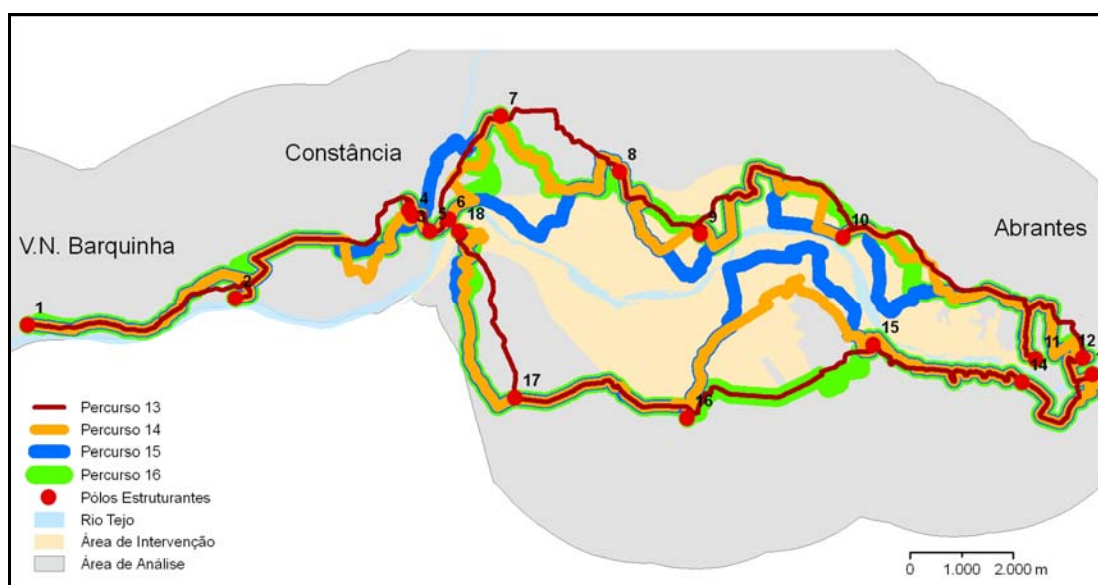 7
Constância
8
4
3
5
6
18
9
10
Abrantes
V.N. Barquinha
2
1
15
11
12
14
1
17
16
Percurso 13
Percurso 14
Percurso 15
Percurso 16
Pólos Estruturantes
Rio Tejo
Área de Intervenção
Área de Análise
0 1.000 2.000 m